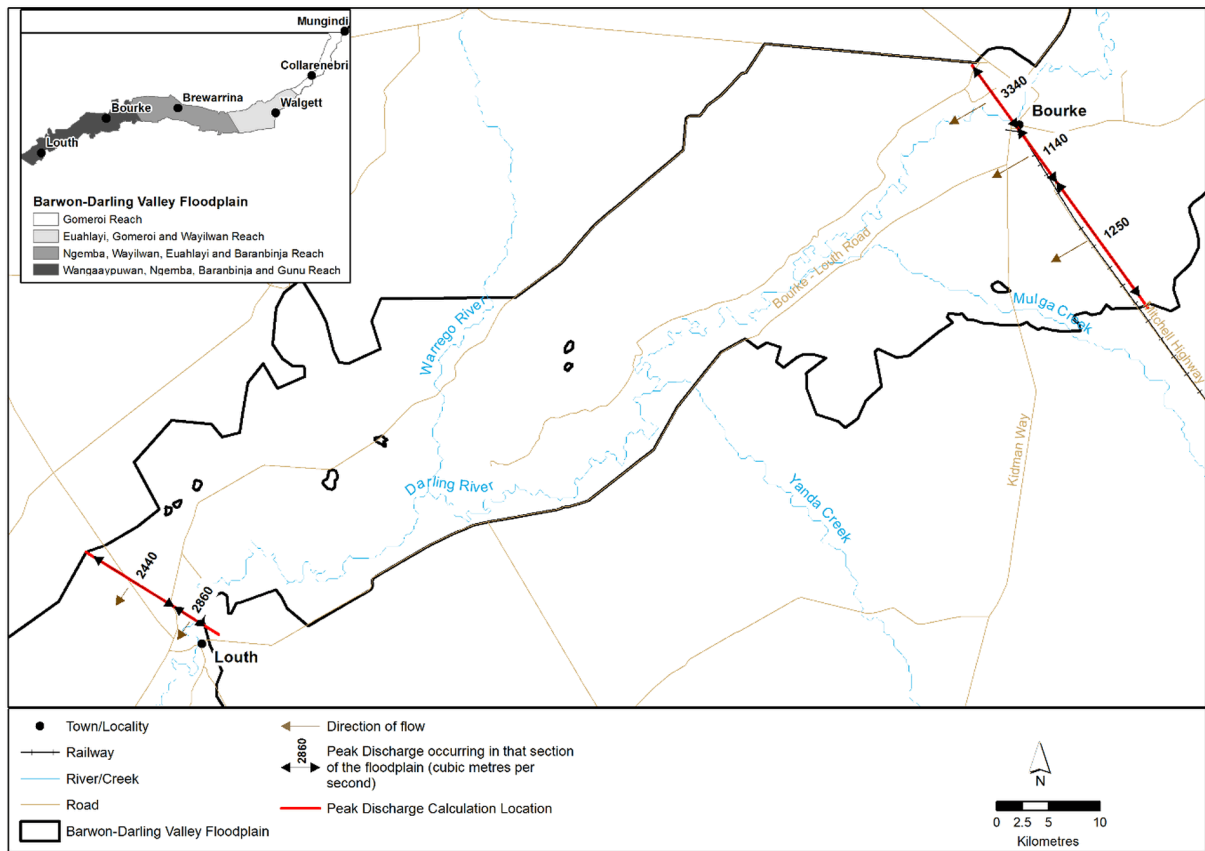 Mungindi
Collarenebri
Brewarrina
Bourke
Walgett
Louth
Barwon-Darling Valley Floodplain
Gomeroi Reach
Euahlayi, Gomeroi and Wayilwan Reach
Ngemba, Wayilwan, Euahlayi and Baranbinja Reach
Wangaaypuwan, Ngemba, Baranbinja and Gunu Reach
3340
Bourke
1140
1250
Bourke - Louth Road
Mulga Creek
Mitchell Highway
Warrego River
Kidman Way
Darling River
Yanda Creek
2440
2860
Louth
Town/Locality
Railway
River/Creek
Road
Barwon-Darling Valley Floodplain
Direction of flow
2860
Peak Discharge occurring in that section
of the floodplain (cubic metres per
second)
Peak Discharge Calculation Location
N
0 2.5 5 10
Kilometres